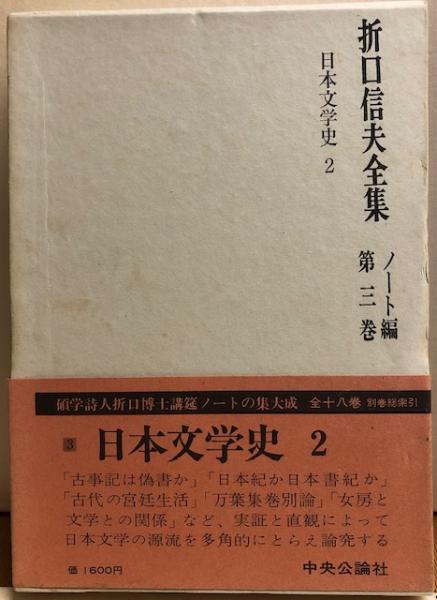 折口信夫全集
ノート編
第三巻
日本文学史 2
碩学詩人折口博士講筵ノートの集大成 全十八巻 別巻総索引
3 日本文学史 2
「古事記は偽書か」「日本紀か日本書紀か」
「古代の宮廷生活」「万葉集巻別論」「女房と
文学との関係」など、実証と直観によって
日本文学の源流を多角的にとらえ論究する
価 1600円
中央公論社